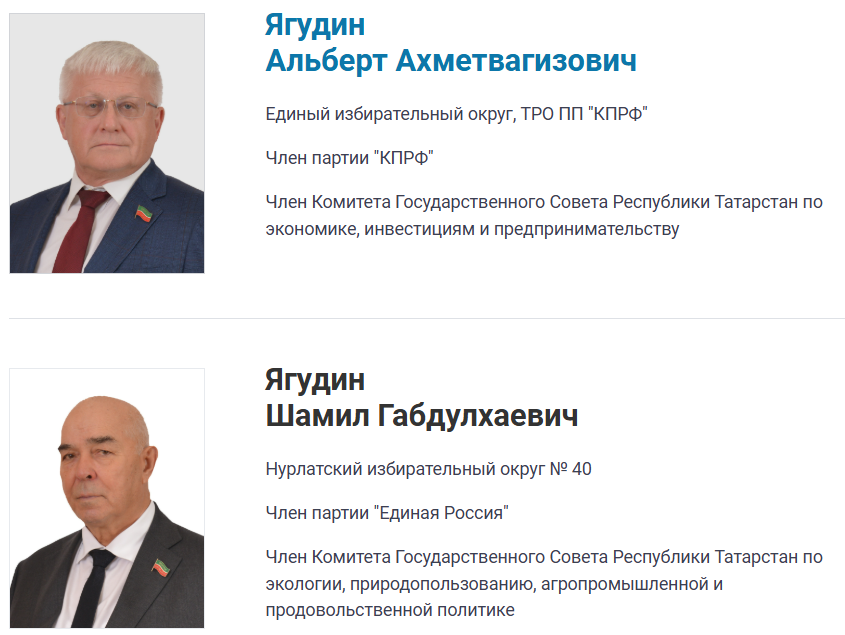 Ягудин
Альберт Ахметвагизович
Единый избирательный округ, ТРО ПП "КПРФ"
Член партии "КПРФ"
Член Комитета Государственного Совета Республики Татарстан по
экономике, инвестициям и предпринимательству
Ягудин
Шамил Габдулхаевич
Нурлатский избирательный округ № 40
Член партии "Единая Россия"
Член Комитета Государственного Совета Республики Татарстан по
экологии, природопользованию, агропромышленной и
продовольственной политике